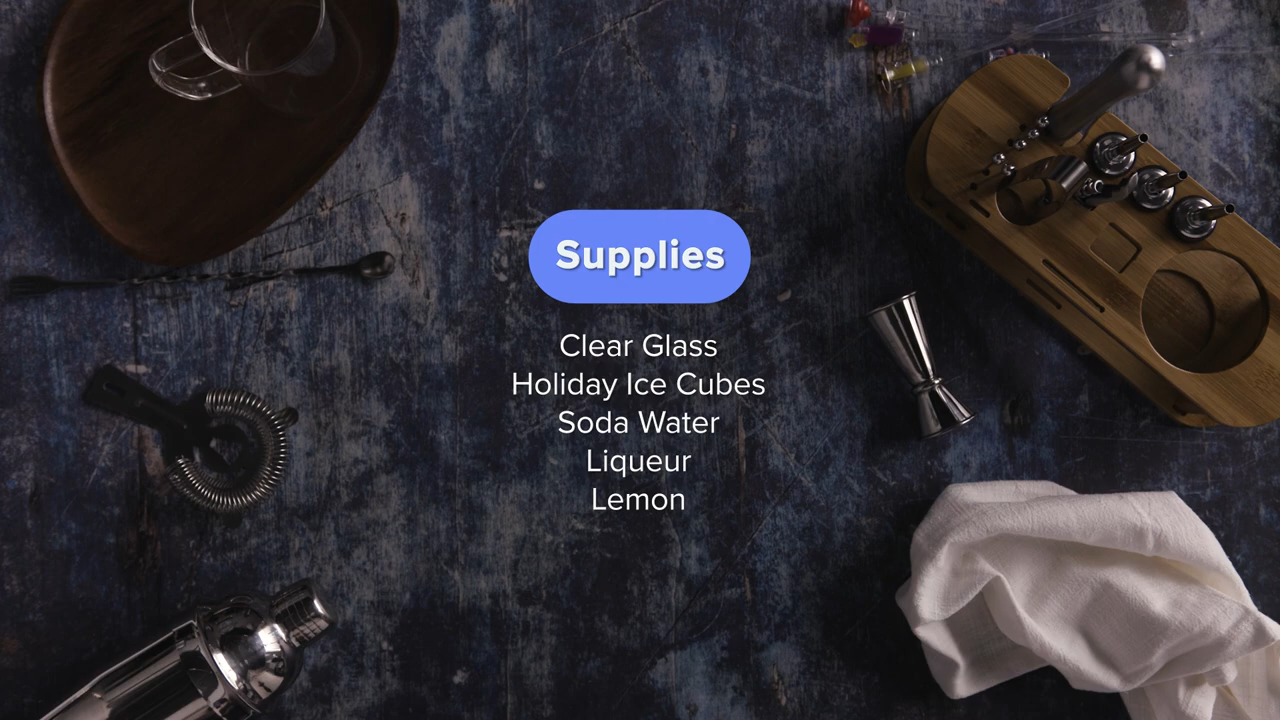 Supplies
Clear Glass
Holiday Ice Cubes
Soda Water
Liqueur
Lemon